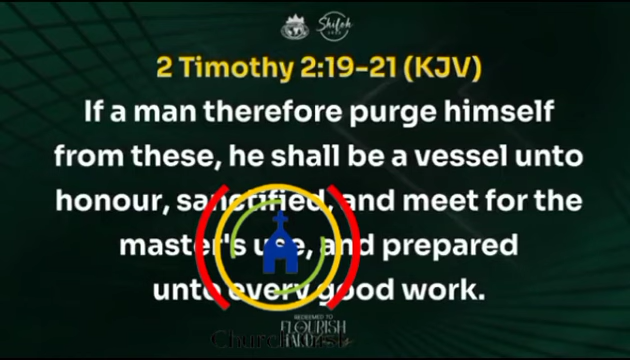 Shiloh
2 Timothy 2:19-21 (KJV)
If a man therefore purge himself
from these, he shall be a vessel unto
honour, sanctified, and meet for the
master's use, and prepared
unto every good work.
REDEEMED TO
FLOURISH